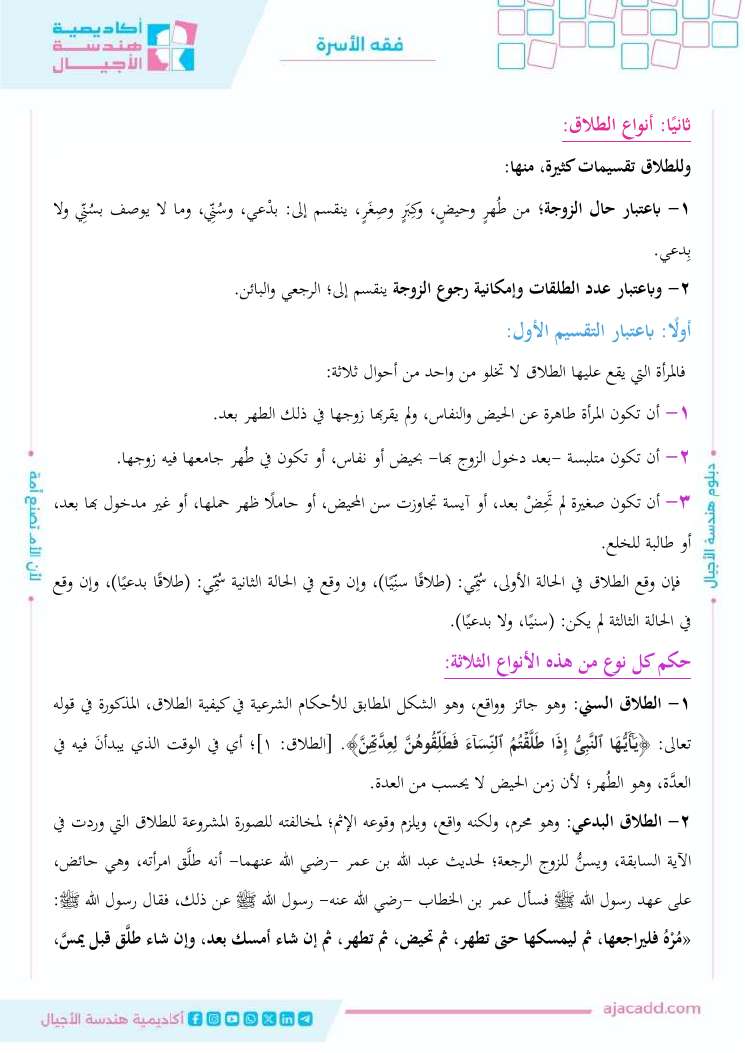 أكاديمية
هندسة
الأجيال
فقه الأسرة
ثانيًا: أنواع الطلاق:
وللطلاق تقسيمات كثيرة، منها:
١- باعتبار حال الزوجة؛ من طُهرٍ وحيضٍ، وكِبَرٍ وصِغَرٍ، ينقسم إلى: بدْعي، وسُنِّي، وما لا يوصف بسُنِّي ولا
بِدعي.
٢- وباعتبار عدد الطلقات وإمكانية رجوع الزوجة ينقسم إلى؛ الرجعي والبائن.
أولًا: باعتبار التقسيم الأول:
فالمرأة التي يقع عليها الطلاق لا تخلو من واحد من أحوال ثلاثة:
١- أن تكون المرأة طاهرة عن الحيض والنفاس، ولم يقربها زوجها في ذلك الطهر بعد.
٢- أن تكون متلبسة -بعد دخول الزوج بها- بحيض أو نفاس، أو تكون في طُهر جامعها فيه زوجها.
٣- أن تكون صغيرة لم تَحِضْ بعد، أو آيسة تجاوزت سن المحيض، أو حاملًا ظهر حملها، أو غير مدخول بها بعد،
أو طالبة للخلع.
فإن وقع الطلاق في الحالة الأولى، سُمِّي: (طلاقًا سنِّيًا)، وإن وقع في الحالة الثانية سُمِّي: (طلاقًا بدعيًا)، وإن وقع
في الحالة الثالثة لم يكن: (سنيًا، ولا بدعيًا).
حكم كل نوع من هذه الأنواع الثلاثة:
١- الطلاق السني: وهو جائز وواقع، وهو الشكل المطابق للأحكام الشرعية في كيفية الطلاق، المذكورة في قوله
تعالى: ﴿يَٰٓأَيُّهَا ٱلنَّبِيُّ إِذَا طَلَّقۡتُمُ ٱلنِّسَآءَ فَطَلِّقُوهُنَّ لِعِدَّتِهِنَّ﴾. [الطلاق: ١]؛ أي في الوقت الذي يبدأنَ فيه في
العدَّة، وهو الطُهر؛ لأن زمن الحيض لا يحسب من العدة.
٢- الطلاق البدعي: وهو محرم، ولكنه واقع، ويلزم وقوعه الإثم؛ لمخالفته للصورة المشروعة للطلاق التي وردت في
الآية السابقة، ويسنُّ للزوج الرجعة؛ لحديث عبد الله بن عمر -رضي الله عنهما- أنه طلَّق امرأته، وهي حائض،
على عهد رسول الله ﷺ فسأل عمر بن الخطاب -رضي الله عنه- رسول الله ﷺ عن ذلك، فقال رسول الله ﷺ:
«مُرْهُ فليراجعها، ثم ليمسكها حتى تطهر، ثم تحيض، ثم تطهر، ثم إن شاء أمسك بعد، وإن شاء طلَّق قبل يمسَّ،
دبلوم هندسة الأجيال
لأن الأم تصنع أمة
ajacadd.com
أكاديمية هندسة الأجيال